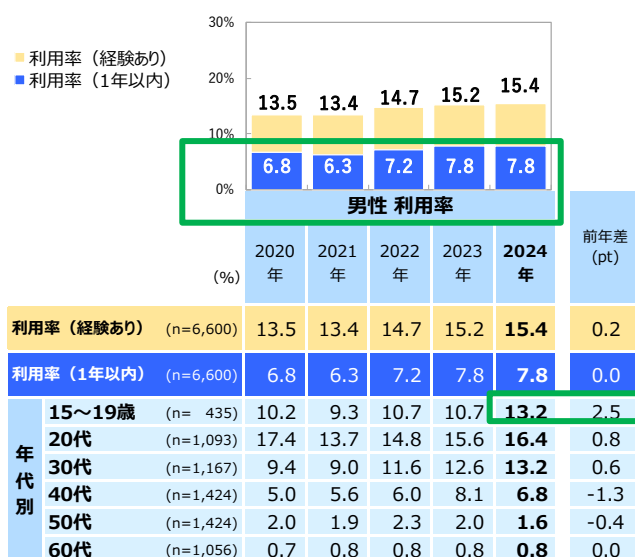 30%
利用率（経験あり）
利用率（1年以内）
20%
13.5 13.4 14.7 15.2 15.4
10%
6.8 6.3 7.2 7.8 7.8
0%
男性 利用率
(%) 2020年 2021年 2022年 2023年 2024年 前年差(pt)
利用率（経験あり） (n=6,600) 13.5 13.4 14.7 15.2 15.4 0.2
利用率（1年以内） (n=6,600) 6.8 6.3 7.2 7.8 7.8 0.0
年代別
15～19歳 (n= 435) 10.2 9.3 10.7 10.7 13.2 2.5
20代 (n=1,093) 17.4 13.7 14.8 15.6 16.4 0.8
30代 (n=1,167) 9.4 9.0 11.6 12.6 13.2 0.6
40代 (n=1,424) 5.0 5.6 6.0 8.1 6.8 -1.3
50代 (n=1,424) 2.0 1.9 2.3 2.0 1.6 -0.4
60代 (n=1,056) 0.7 0.8 0.8 0.8 0.8 0.0